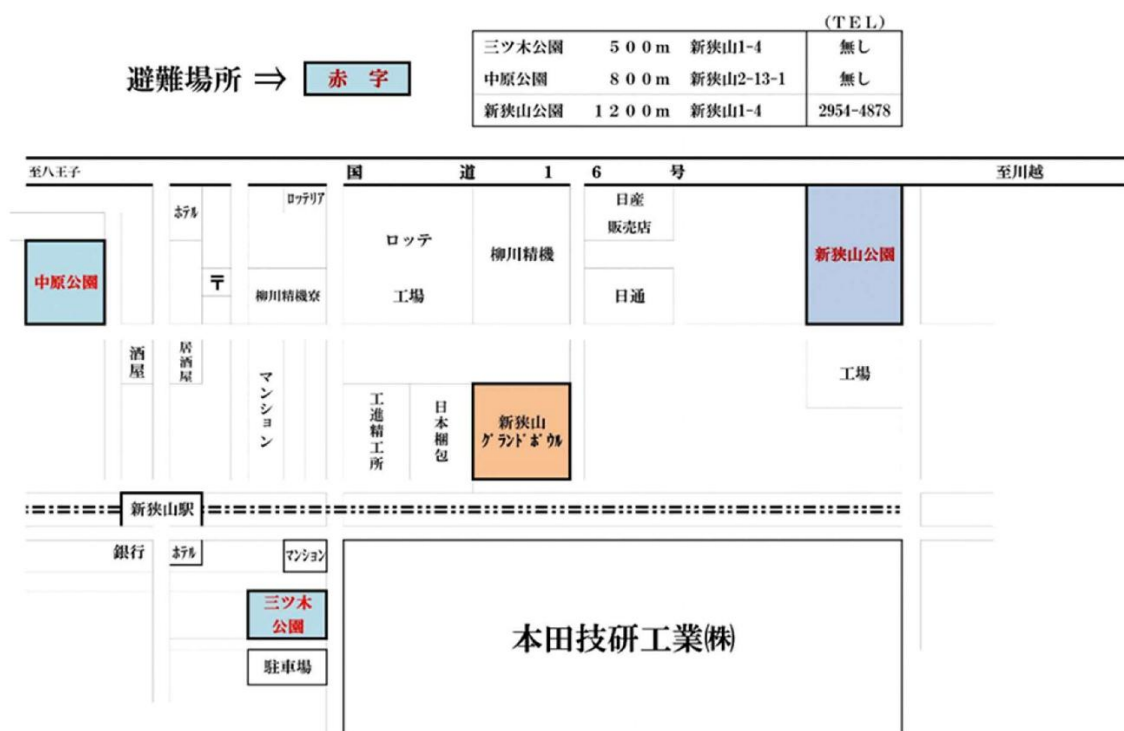 (TEL)
三ツ木公園 500m 新狭山1-4 無し
避難場所 ⇒ 赤 字
中原公園 800m 新狭山2-13-1 無し
新狭山公園 1200m 新狭山1-4 2954-4878
至八王子 国 道 1 6 号 至川越
ホテル
ロッテリア
ロッテ
工場
柳川精機
日産
販売店
新狭山公園
中原公園
〒
柳川精機寮
日通
酒屋
居酒屋
マンション
工場
工進精工所
日本梱包
新狭山
グランドボウル
新狭山駅
銀行
ホテル
マンション
三ツ木
公園
本田技研工業㈱
駐車場